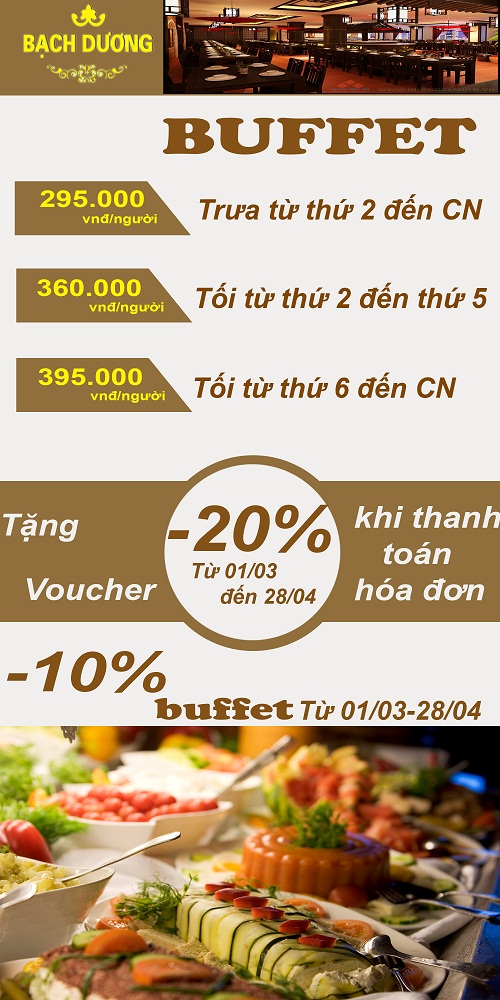 BẠCH DƯƠNG
BUFFET
295.000
vnđ/người
Trưa từ thứ 2 đến CN
360.000
vnđ/người
Tối từ thứ 2 đến thứ 5
395.000
vnđ/người
Tối từ thứ 6 đến CN
Tặng
Voucher
-20%
Từ 01/03
đến 28/04
khi thanh
toán
hóa đơn
-10%
buffet Từ 01/03-28/04